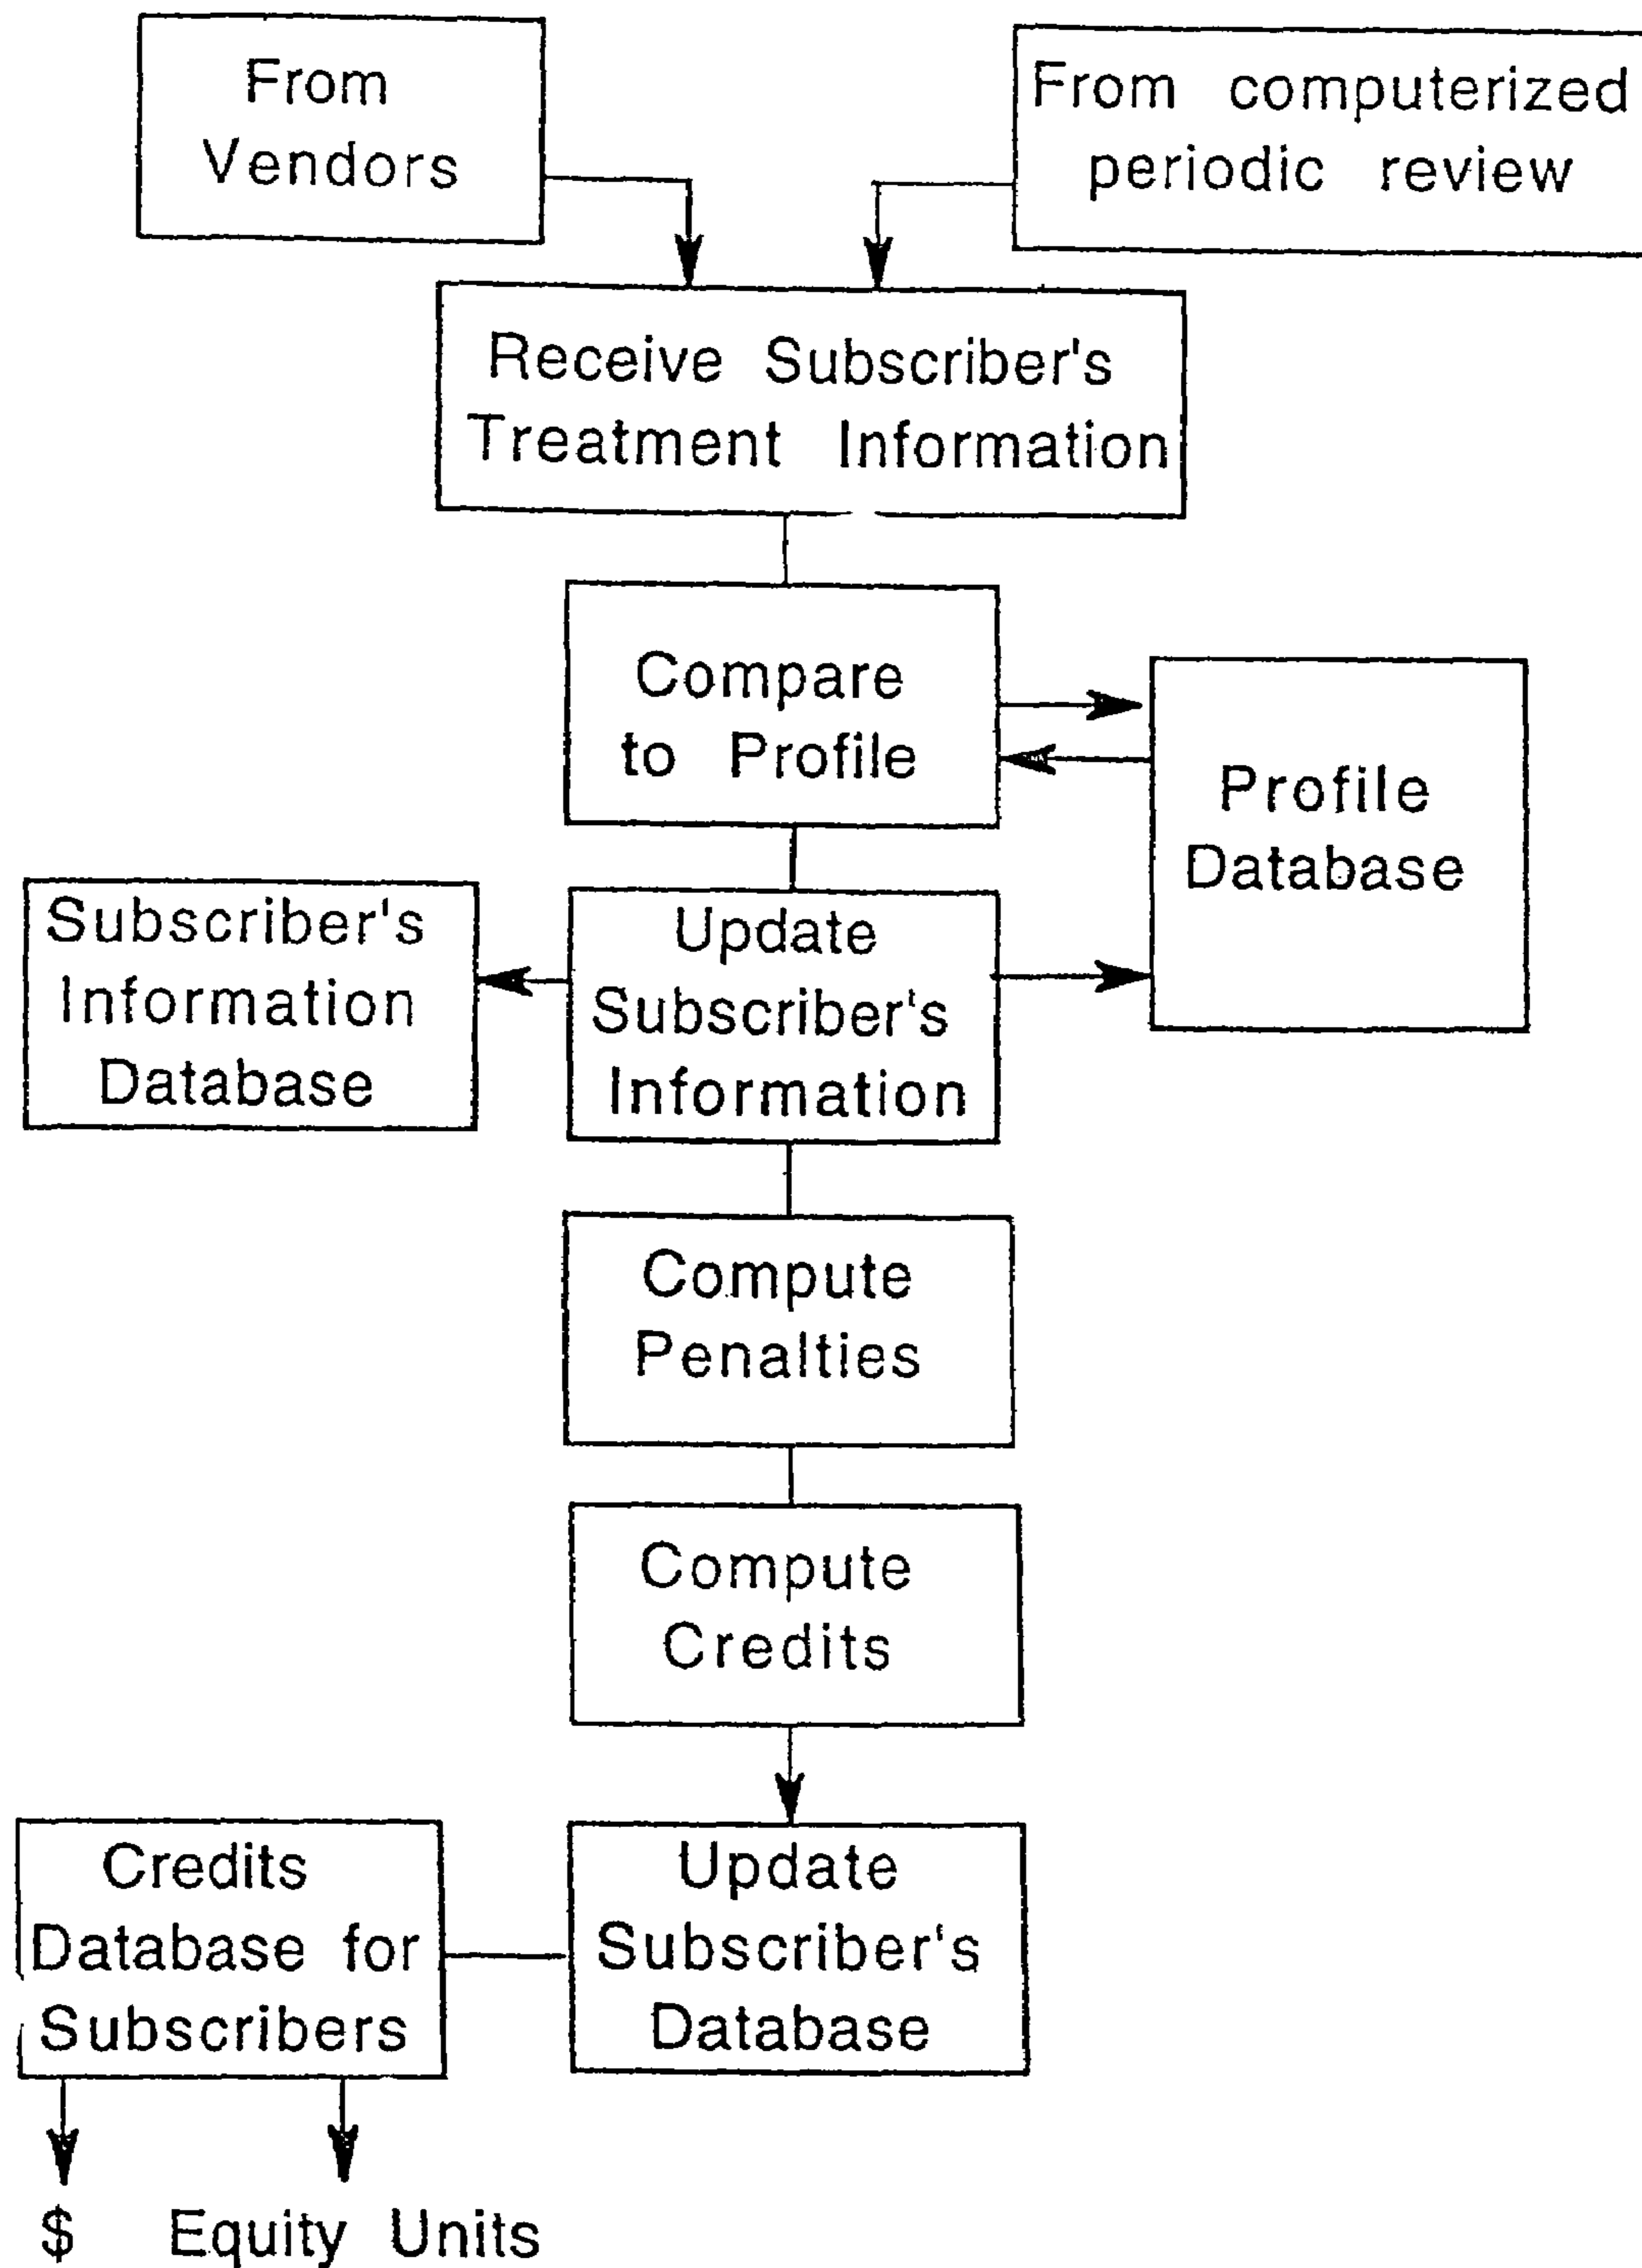 From
Vendors
From computerized
periodic review
Receive Subscriber's
Treatment Information
Compare
to Profile
Profile
Database
Subscriber's
Information
Database
Update
Subscriber's
Information
Compute
Penalties
Compute
Credits
Credits
Database for
Subscribers
Update
Subscriber's
Database
$ Equity Units